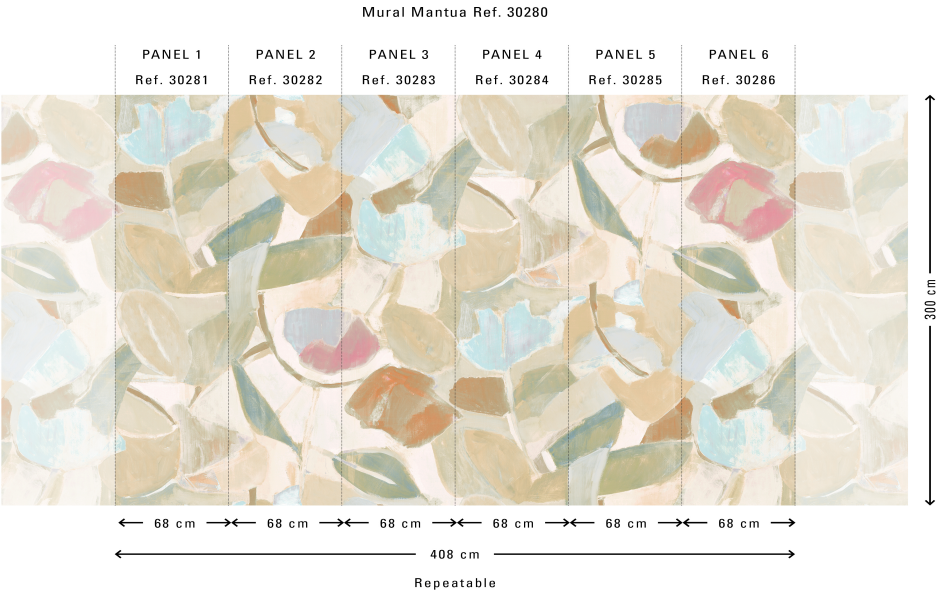 Mural Mantua Ref. 30280
PANEL 1 PANEL 2 PANEL 3 PANEL 4 PANEL 5 PANEL 6
Ref. 30281 Ref. 30282 Ref. 30283 Ref. 30284 Ref. 30285 Ref. 30286
300 cm
68 cm 68 cm 68 cm 68 cm 68 cm 68 cm
408 cm
Repeatable